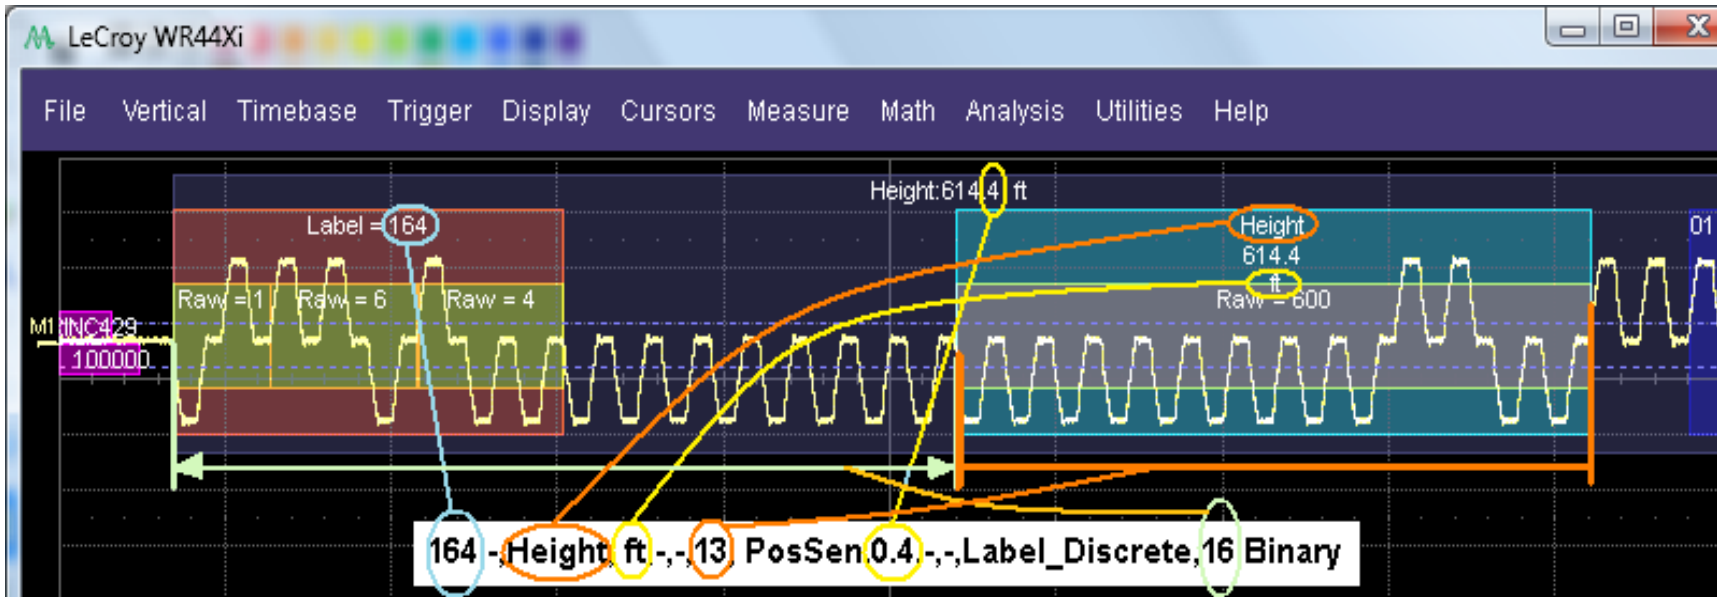 LeCroy WR44Xi
File Vertical Timebase Trigger Display Cursors Measure Math Analysis Utilities Help
Height:614.4 ft
Label = 164
Height
01
614.4
ft
Raw = 1 Raw = 6 Raw = 4
Raw = 600
M1
INC429
100000
164 -,Height, ft -,-,13, PosSen,0.4,-,-,Label_Discrete,16 Binary